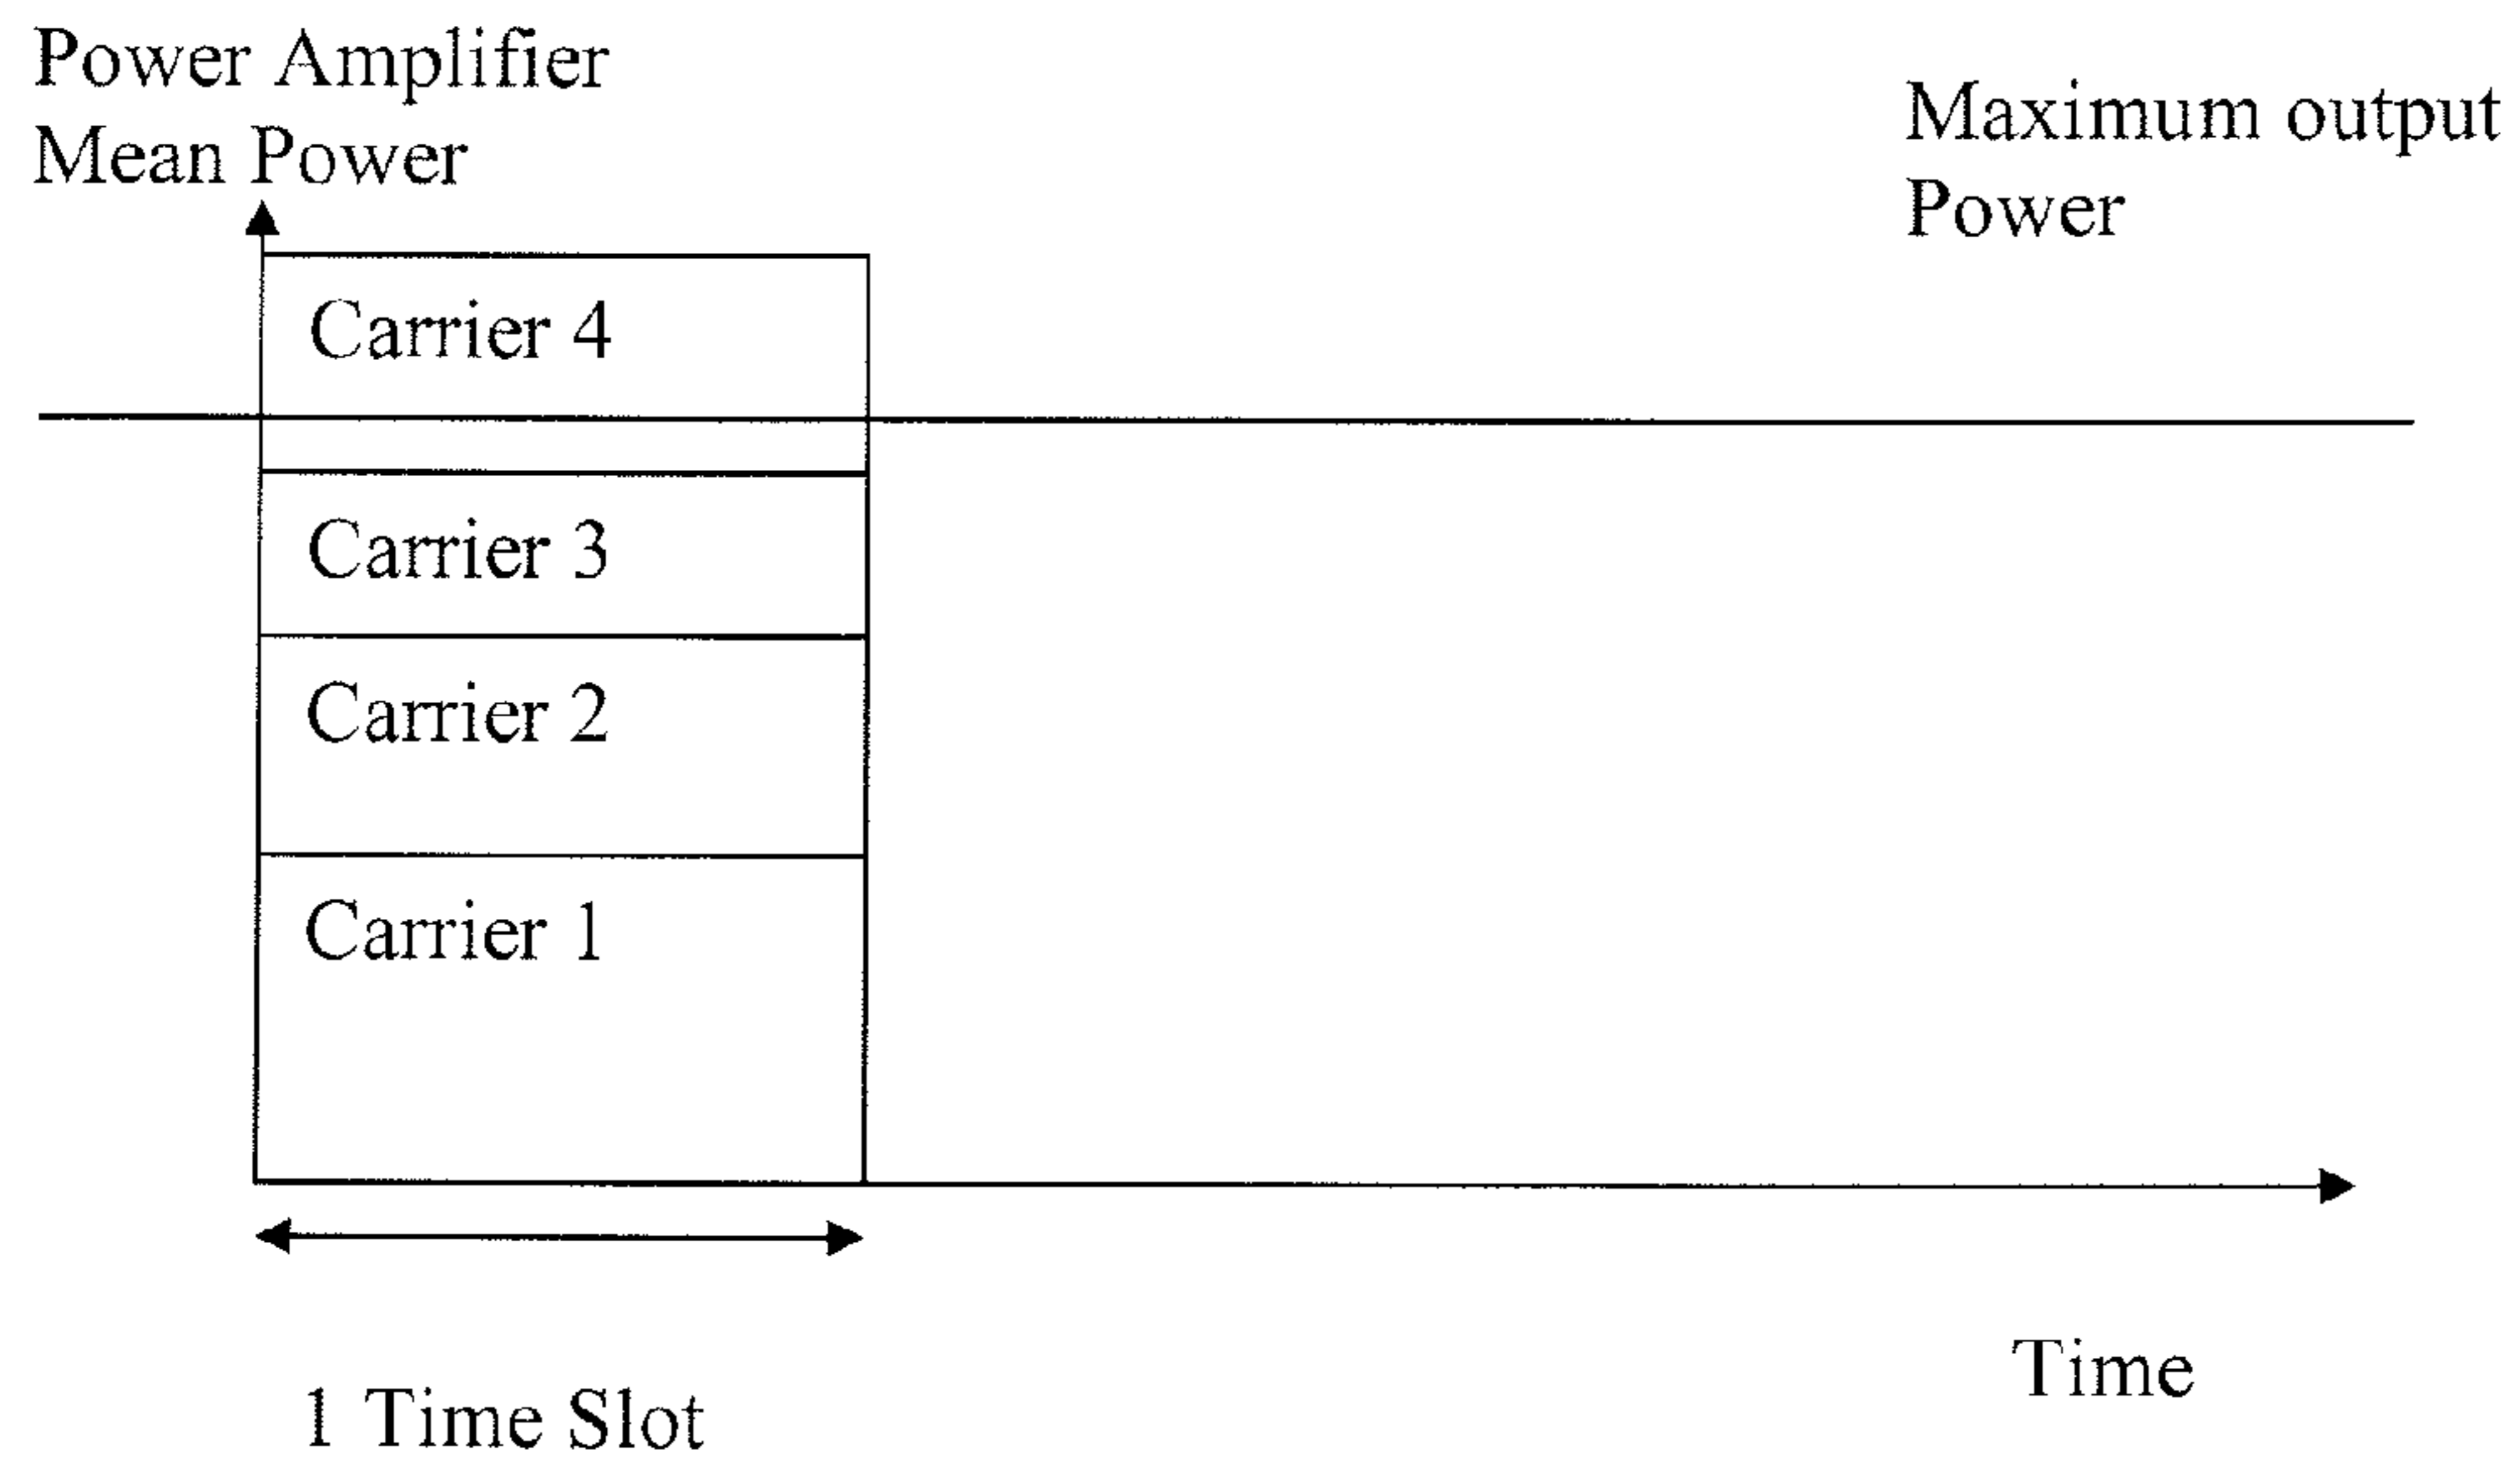 Power Amplifier
Mean Power
Maximum output
Power
Carrier 4
Carrier 3
Carrier 2
Carrier 1
1 Time Slot
Time